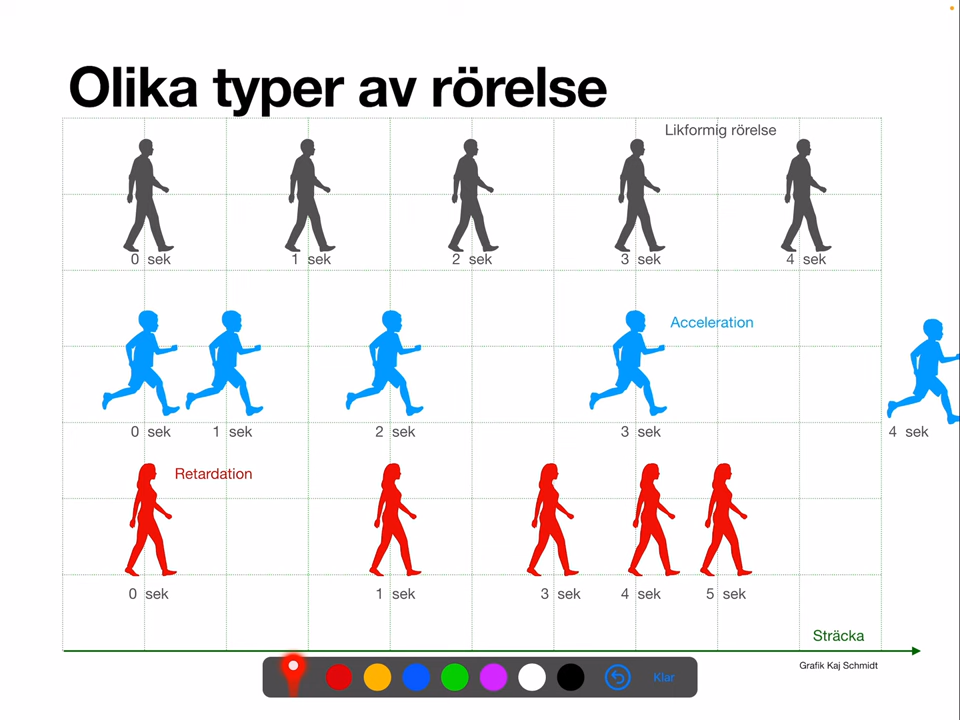 Olika typer av rörelse
Likformig rörelse
0 sek 1 sek 2 sek 3 sek 4 sek
Acceleration
0 sek 1 sek 2 sek 3 sek 4 sek
Retardation
0 sek 1 sek 3 sek 4 sek 5 sek
Sträcka
Grafik Kaj Schmidt
Klar